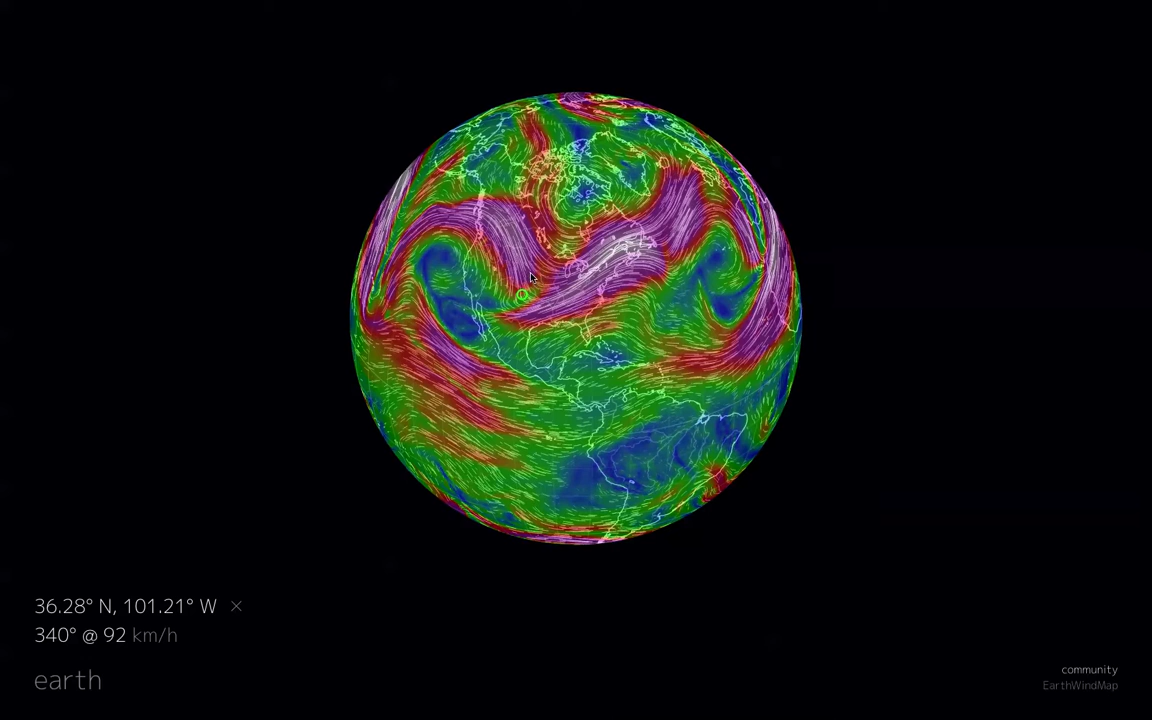 36.28° N, 101.21° W ×
340° @ 92 km/h
earth
community
EarthWindMap